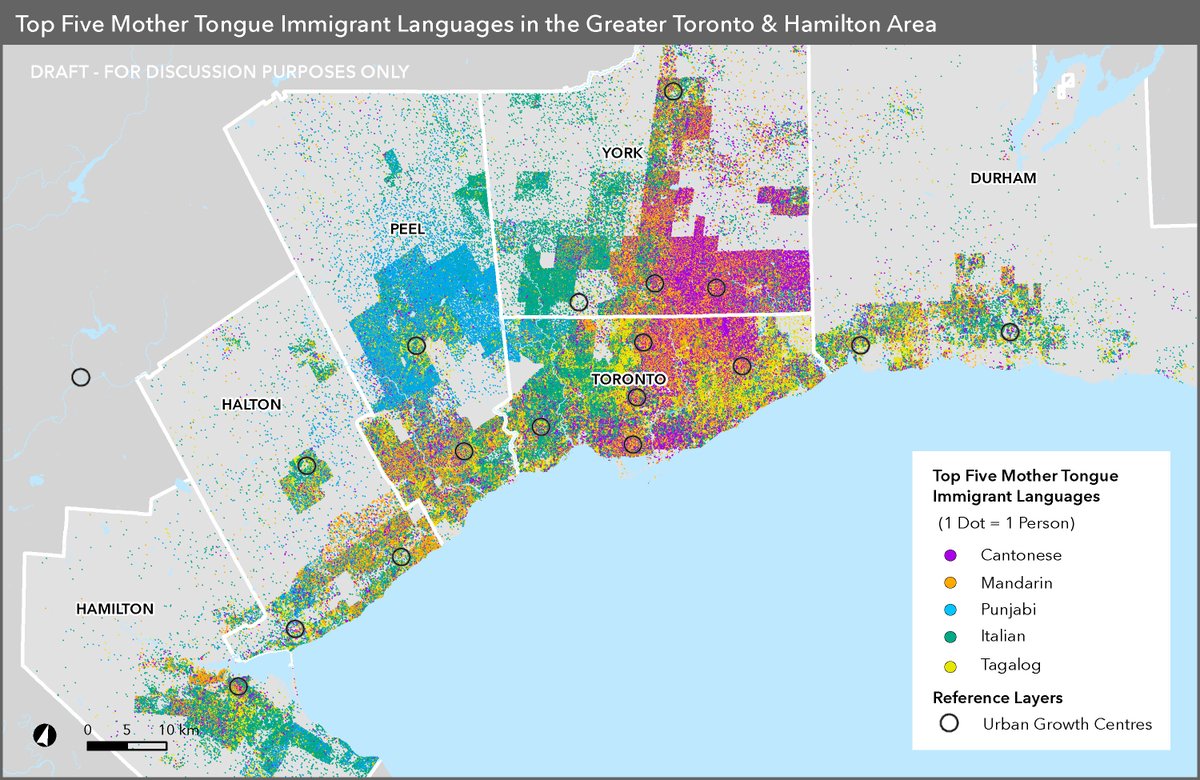 Top Five Mother Tongue Immigrant Languages in the Greater Toronto & Hamilton Area
DRAFT - FOR DISCUSSION PURPOSES ONLY
YORK
DURHAM
PEEL
TORONTO
HALTON
HAMILTON
0 5 10 km
Top Five Mother Tongue
Immigrant Languages
(1 Dot = 1 Person)
Cantonese
Mandarin
Punjabi
Italian
Tagalog
Reference Layers
Urban Growth Centres